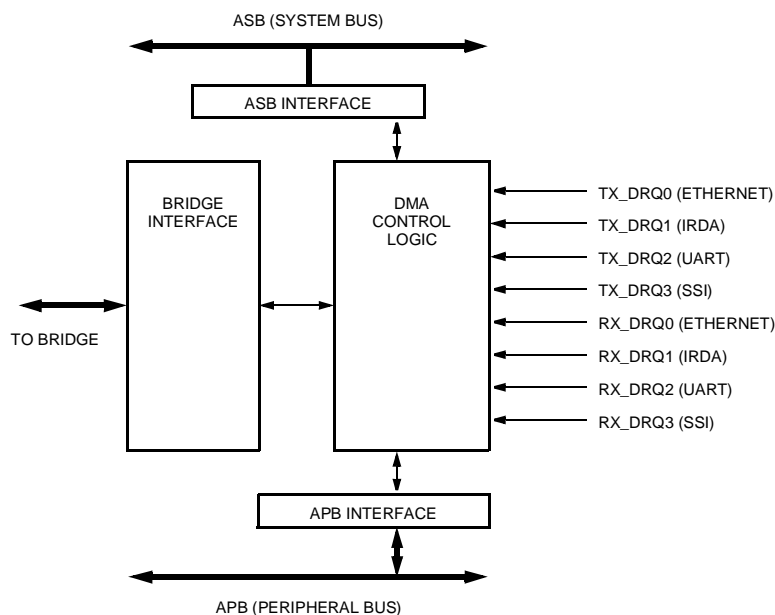 ASB (SYSTEM BUS)
ASB INTERFACE
BRIDGE
INTERFACE
DMA
CONTROL
LOGIC
TX_DRQ0 (ETHERNET)
TX_DRQ1 (IRDA)
TX_DRQ2 (UART)
TX_DRQ3 (SSI)
RX_DRQ0 (ETHERNET)
RX_DRQ1 (IRDA)
RX_DRQ2 (UART)
RX_DRQ3 (SSI)
TO BRIDGE
APB INTERFACE
APB (PERIPHERAL BUS)